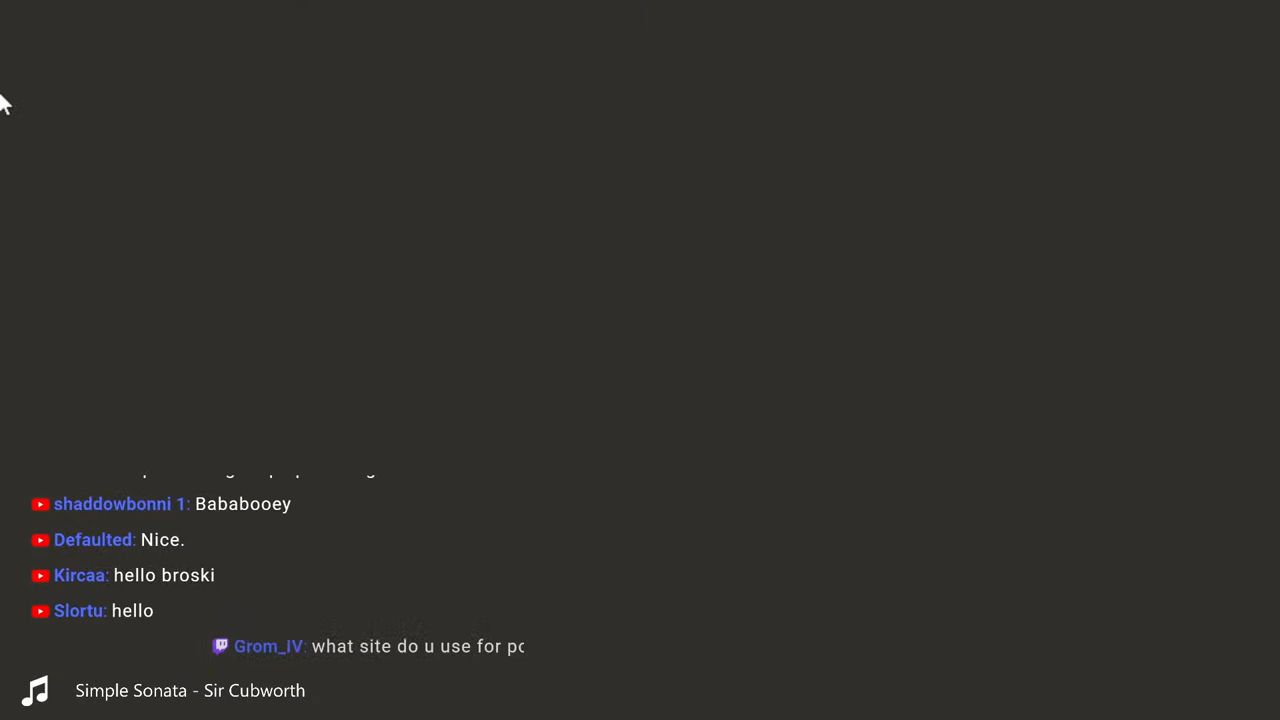 shaddowbonni 1: Bababooey
Defaulted: Nice.
Kircaa: hello broski
Slortu: hello
Grom_IV: what site do u use for
Simple Sonata - Sir Cubworth